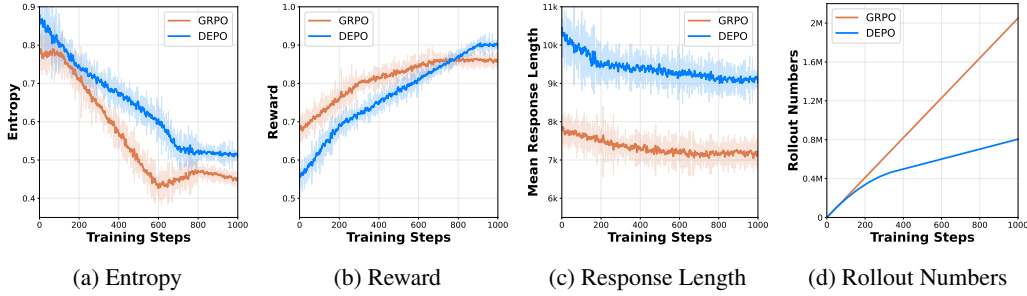 0.9
0.8
0.7
0.6
0.5
0.4
Entropy
GRPO
DEPO
0 200 400 600 800 1000
Training Steps
(a) Entropy
1.0
0.9
0.8
0.7
0.6
0.5
Reward
GRPO
DEPO
0 200 400 600 800 1000
Training Steps
(b) Reward
11k
10k
9k
8k
7k
6k
Mean Response Length
GRPO
DEPO
0 200 400 600 800 1000
Training Steps
(c) Response Length
2M
1.6M
1.2M
0.8M
0.4M
0
Rollout Numbers
GRPO
DEPO
0 200 400 600 800 1000
Training Steps
(d) Rollout Numbers